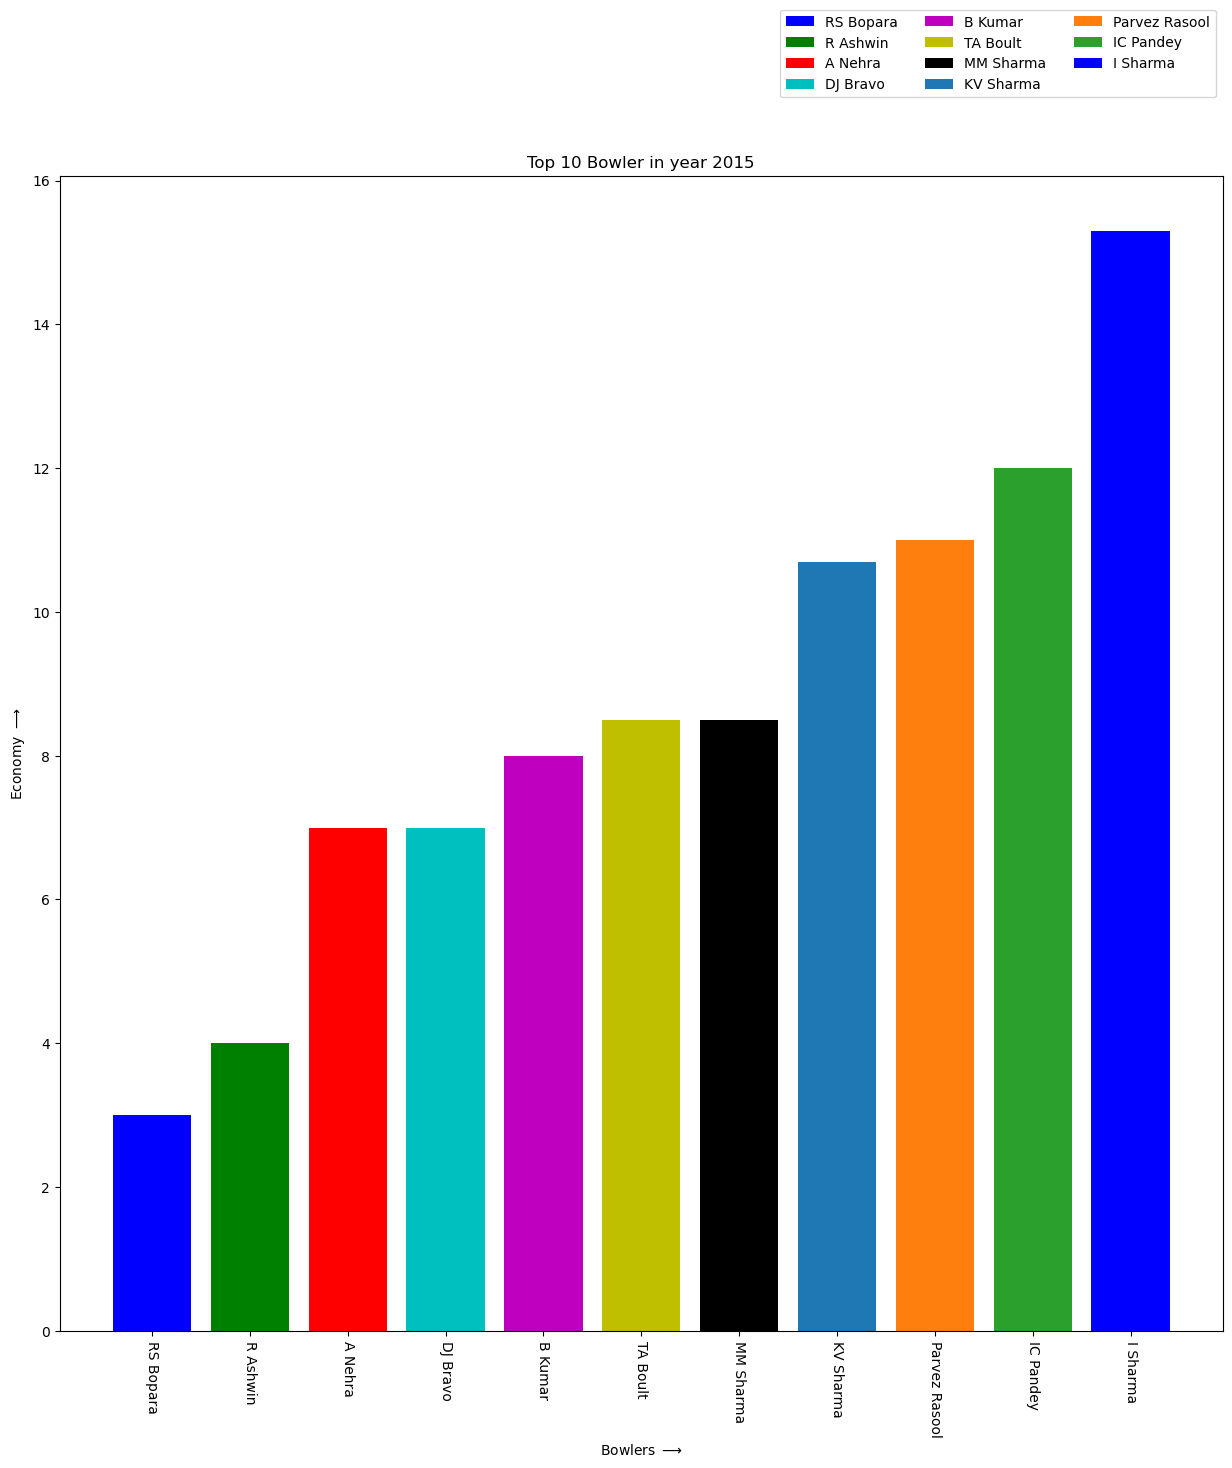 RS Bopara
R Ashwin
A Nehra
DJ Bravo
B Kumar
TA Boult
MM Sharma
KV Sharma
Parvez Rasool
IC Pandey
I Sharma
Top 10 Bowler in year 2015
Economy ⟶
16
14
12
10
8
6
4
2
0
RS Bopara
R Ashwin
A Nehra
DJ Bravo
B Kumar
TA Boult
MM Sharma
KV Sharma
Parvez Rasool
IC Pandey
I Sharma
Bowlers ⟶